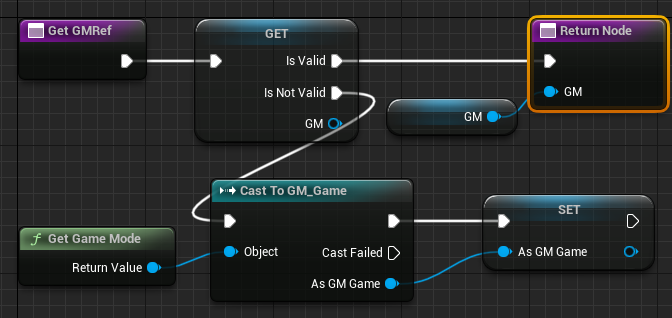 Get GMRef
GET
Is Valid
Is Not Valid
GM
GM
Return Node
GM
Cast To GM_Game
Object
Cast Failed
As GM Game
f Get Game Mode
Return Value
SET
As GM Game